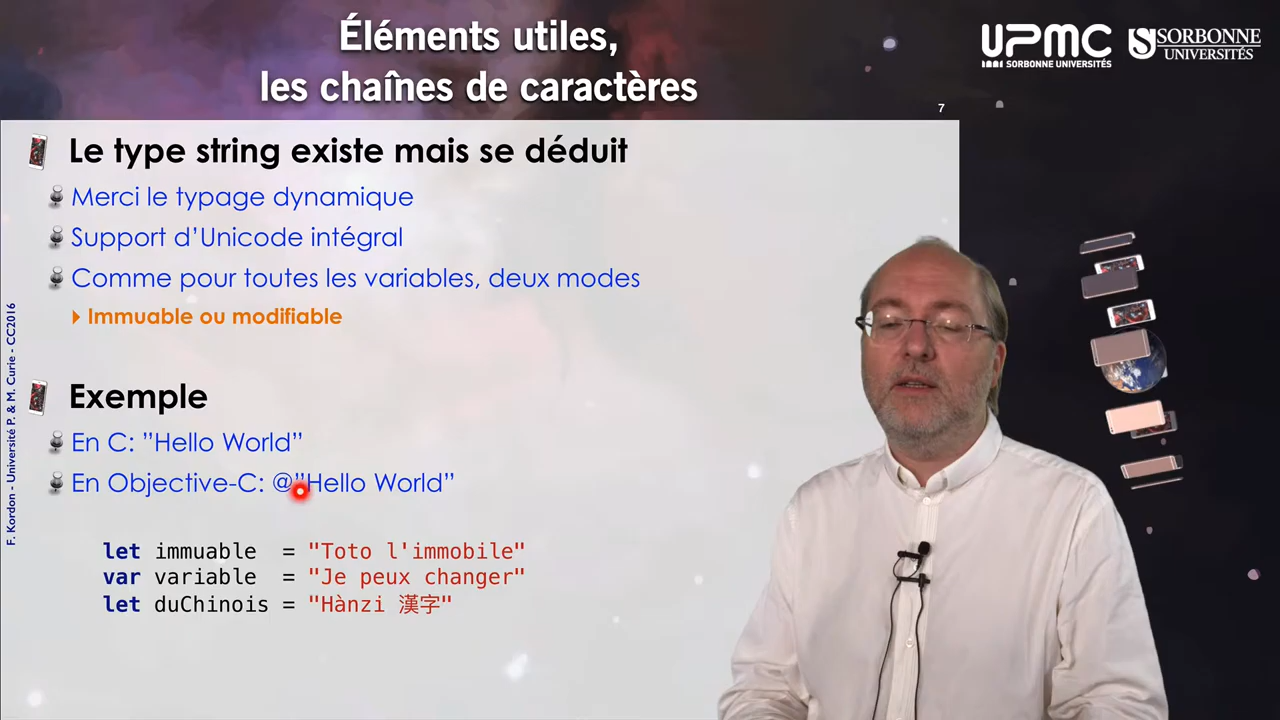 Éléments utiles,
les chaînes de caractères
UPMC
SORBONNE UNIVERSITÉS
SORBONNE
UNIVERSITÉS
7
Le type string existe mais se déduit
Merci le typage dynamique
Support d’Unicode intégral
Comme pour toutes les variables, deux modes
Immuable ou modifiable
Exemple
En C: ”Hello World”
En Objective-C: @”Hello World”
let immuable = "Toto l'immobile"
var variable = "Je peux changer"
let duChinois = "Hànzi 漢字"
F. Kordon - Université P. & M. Curie - CC2016